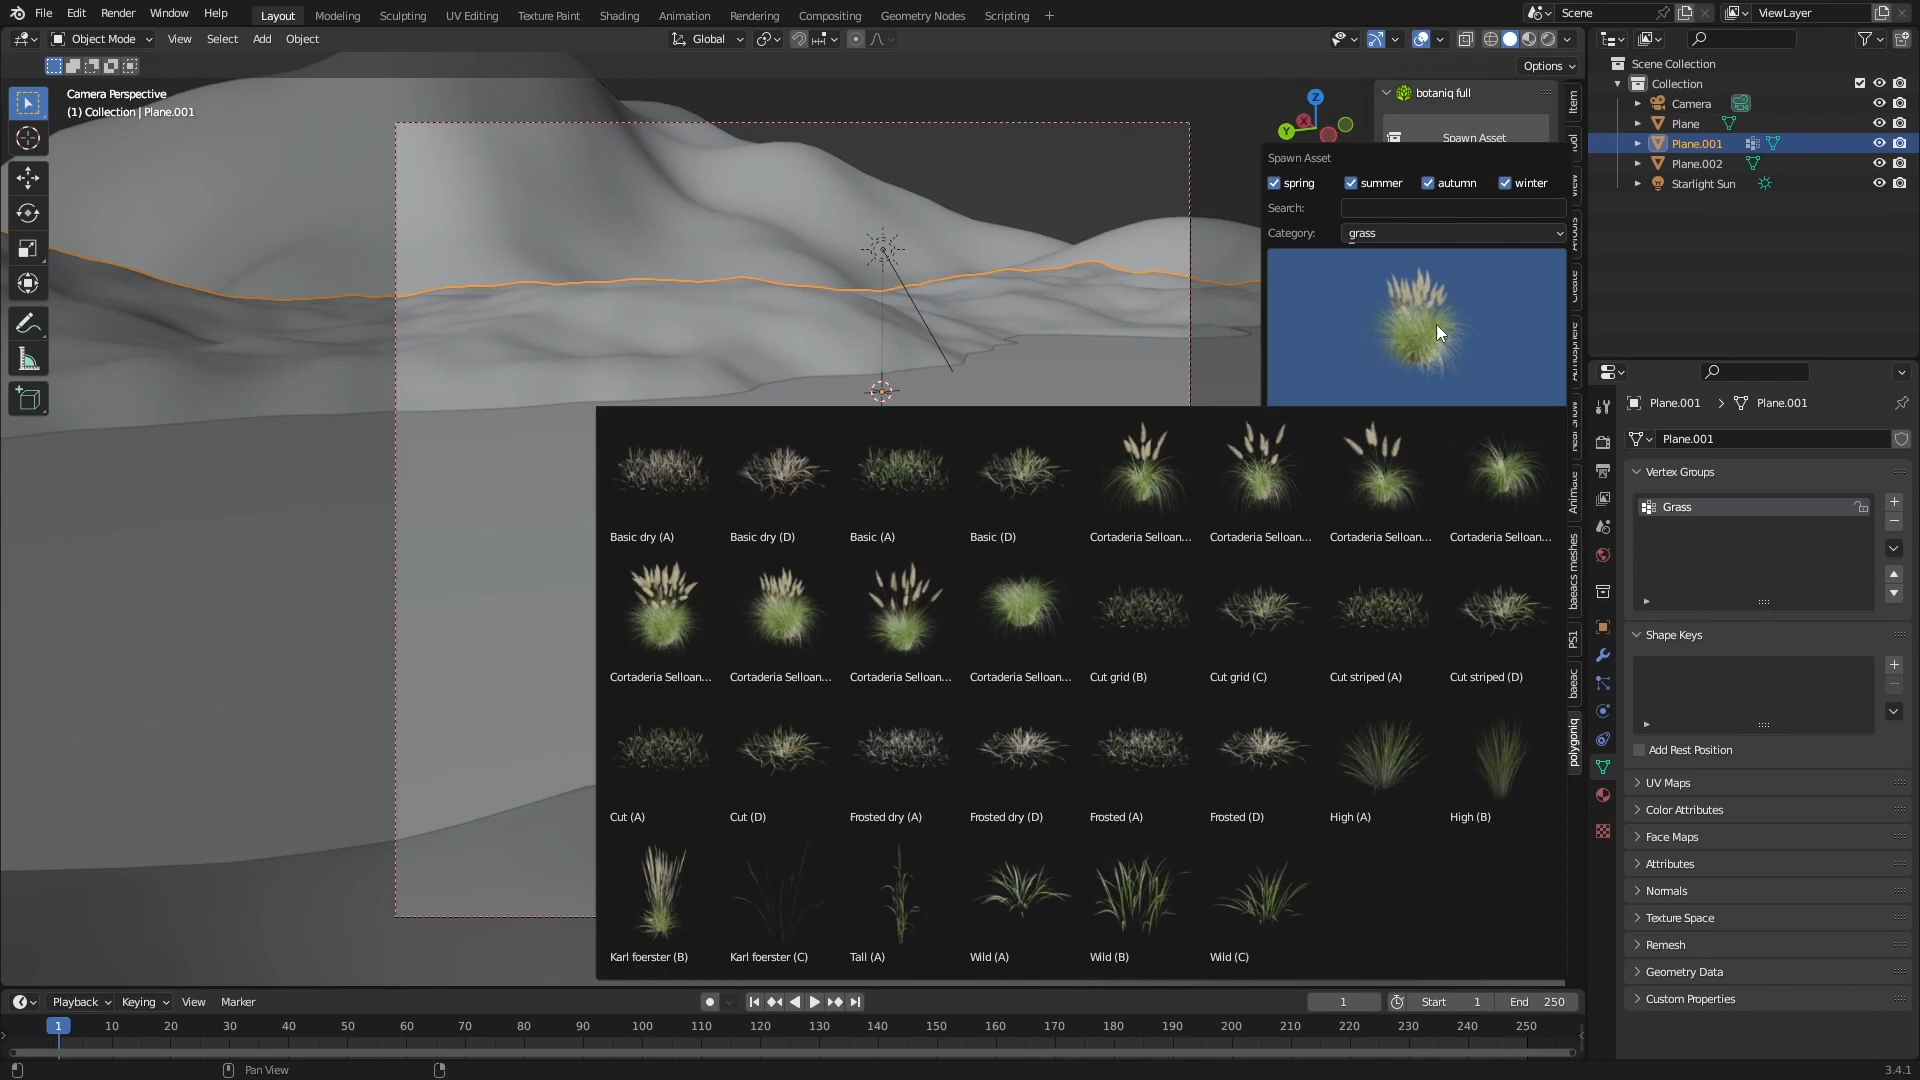 File Edit Render Window Help Layout Modeling Sculpting UV Editing Texture Paint Shading Animation Rendering Compositing Geometry Nodes Scripting + Scene ViewLayer
Object Mode View Select Add Object Global
Options
Camera Perspective
(1) Collection | Plane.001
Z
Y
X
botaniq full
Spawn Asset
Spawn Asset
spring summer autumn winter
Search:
Category: grass
Basic dry (A) Basic dry (D) Basic (A) Basic (D) Cortaderia Selloan... Cortaderia Selloan... Cortaderia Selloan... Cortaderia Selloan...
Cortaderia Selloan... Cortaderia Selloan... Cortaderia Selloan... Cortaderia Selloan... Cut grid (B) Cut grid (C) Cut striped (A) Cut striped (D)
Cut (A) Cut (D) Frosted dry (A) Frosted dry (D) Frosted (A) Frosted (D) High (A) High (B)
Karl foerster (B) Karl foerster (C) Tall (A) Wild (A) Wild (B) Wild (C)
Item
Create
Animate
baeacs meshes
PS1
baeac
polygoniq
Scene Collection
Collection
Camera
Plane
Plane.001
Plane.002
Starlight Sun
Plane.001 > Plane.001
Plane.001
Vertex Groups
Grass
Shape Keys
Add Rest Position
UV Maps
Color Attributes
Face Maps
Attributes
Normals
Texture Space
Remesh
Geometry Data
Custom Properties
Playback Keying View Marker 1 Start 1 End 250
1 10 20 30 40 50 60 70 80 90 100 110 120 130 140 150 160 170 180 190 200 210 220 230 240 250
Pan View
3.4.1